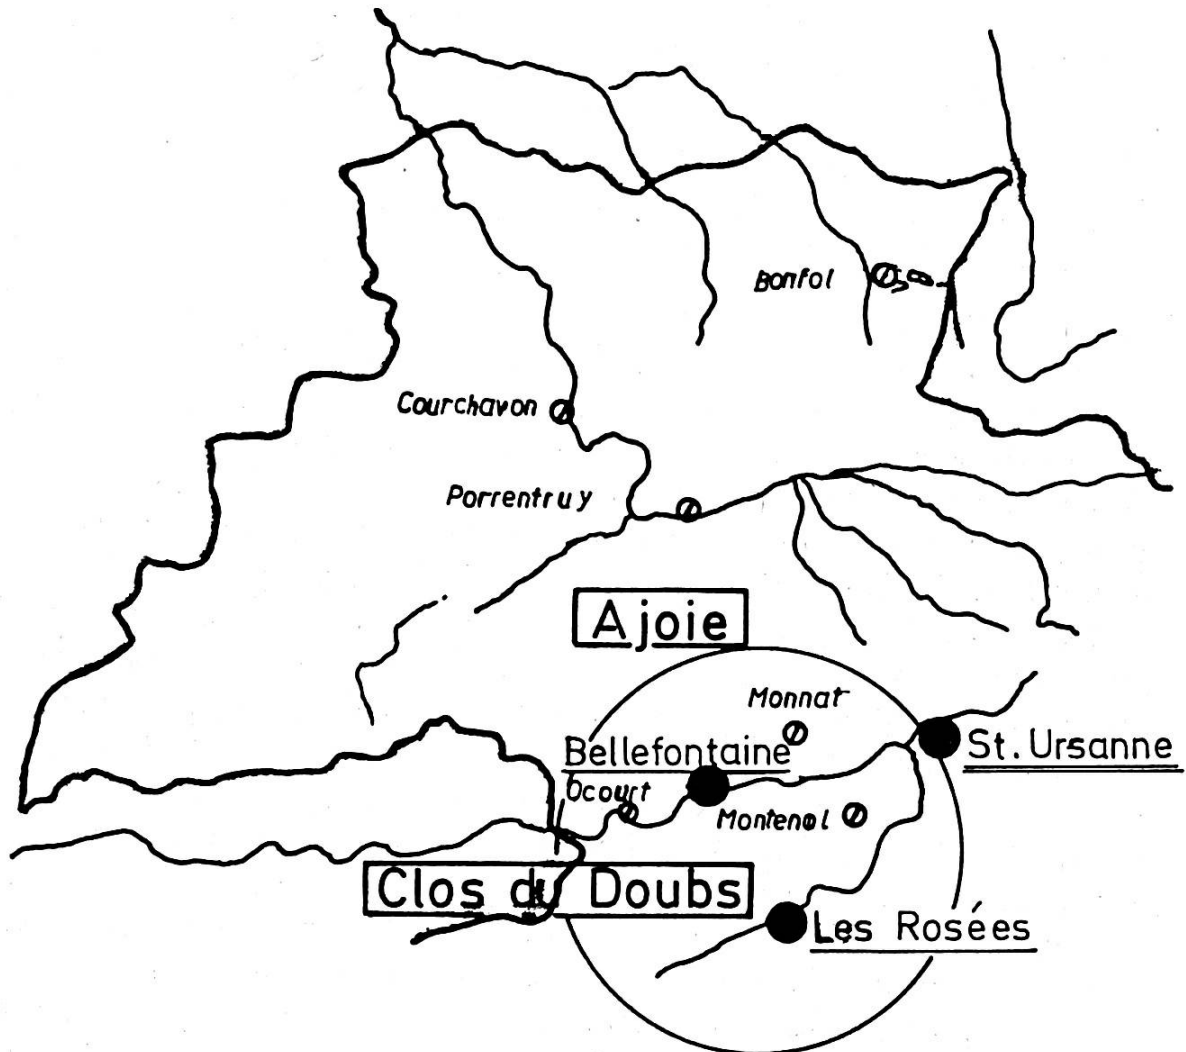 Bonfol
Courchavon
Porrentruy
Ajoie
Monnat
Bellefontaine
St. Ursanne
Ocourt
Montenol
Clos du Doubs
Les Rosées